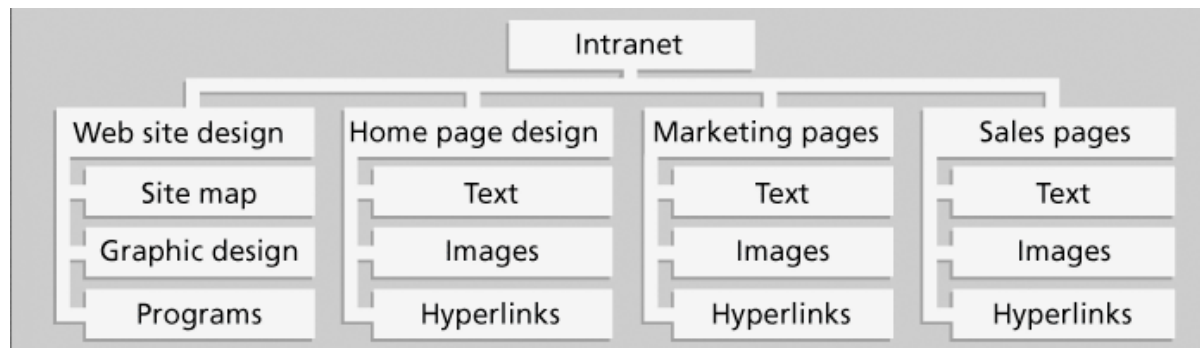 Intranet
Web site design
Site map
Graphic design
Programs
Home page design
Text
Images
Hyperlinks
Marketing pages
Text
Images
Hyperlinks
Sales pages
Text
Images
Hyperlinks